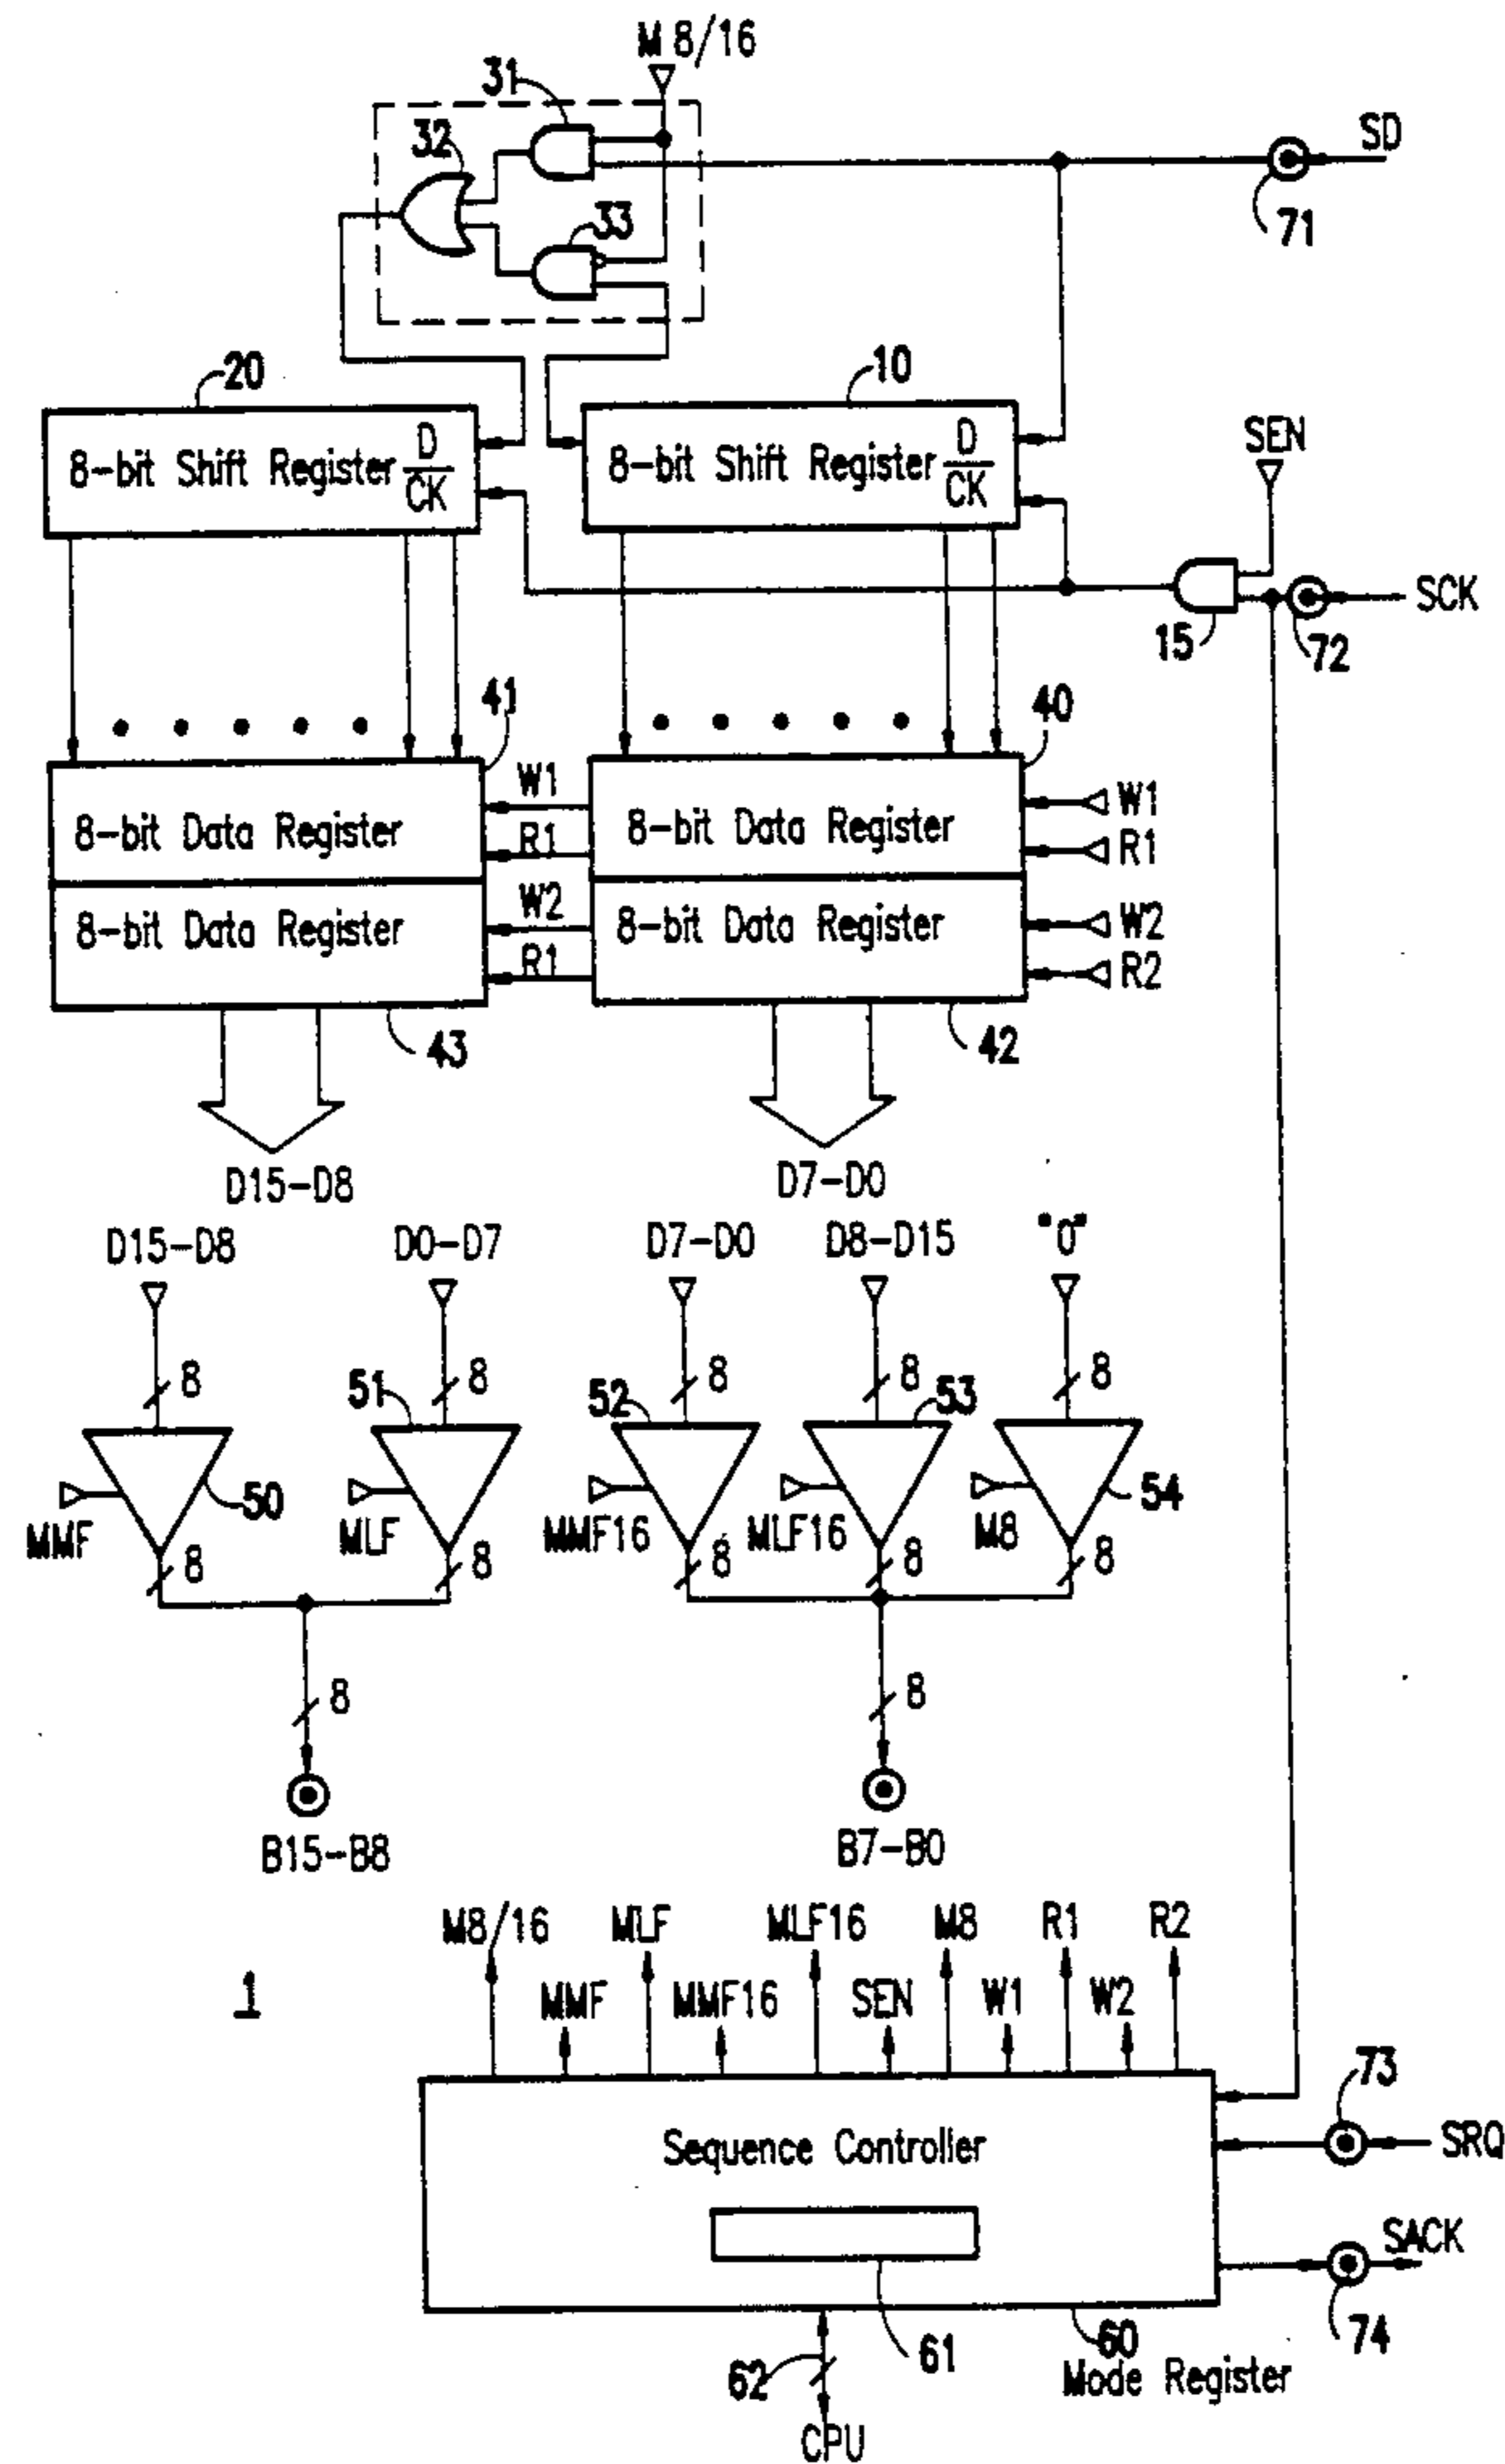 M 8/16
31
32
33
SD
71
20
10
8-bit Shift Register D
CK
8-bit Shift Register D
CK
SEN
SCK
15
72
41
40
W1
W1
8-bit Data Register
8-bit Data Register
R1
R1
W2
W2
8-bit Data Register
8-bit Data Register
R1
R2
43
42
D15-D8
D7-D0
D15-D8
D0-D7
D7-D0
D8-D15
"0"
8
51
8
52
8
8
53
8
50
54
MMF
MLF
MMF16
MLF16
M8
8
8
8
8
8
8
8
B15-B8
B7-B0
M8/16
MLF
MLF16
M8
R1
R2
1
MMF
MMF16
SEN
W1
W2
73
Sequence Controller
SRQ
SACK
61
60
74
62
Mode Register
CPU